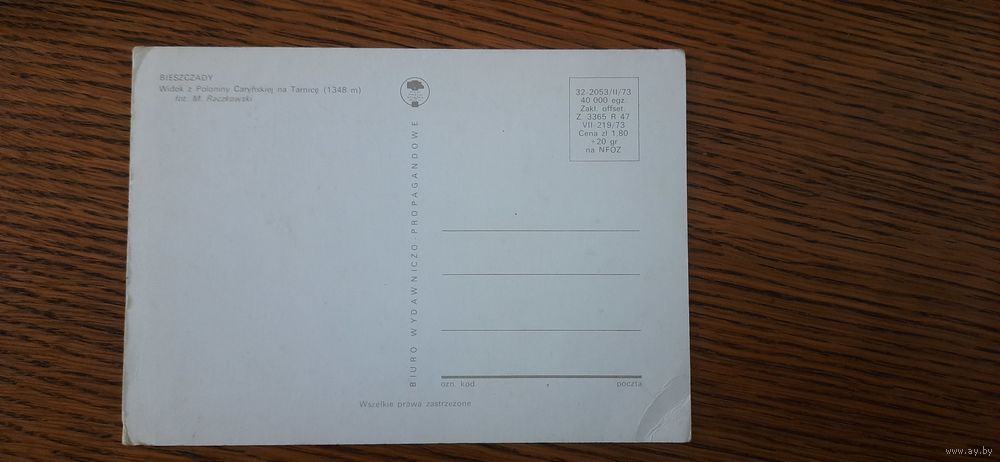 BIESZCZADY
Widok z Połoniny Caryńskiej na Tarnicę (1348 m)
fot. M. Raczkowski
BIURO WYDAWNICZO-PROPAGANDOWE
32-2053/II/73
40 000 egz.
Zakł. offset.
Z. 3365 R 47
VII-219/73
Cena zł 1,80
+20 gr
na NFOZ
ozn. kod.
poczta
Wszelkie prawa zastrzeżone
www.ay.by